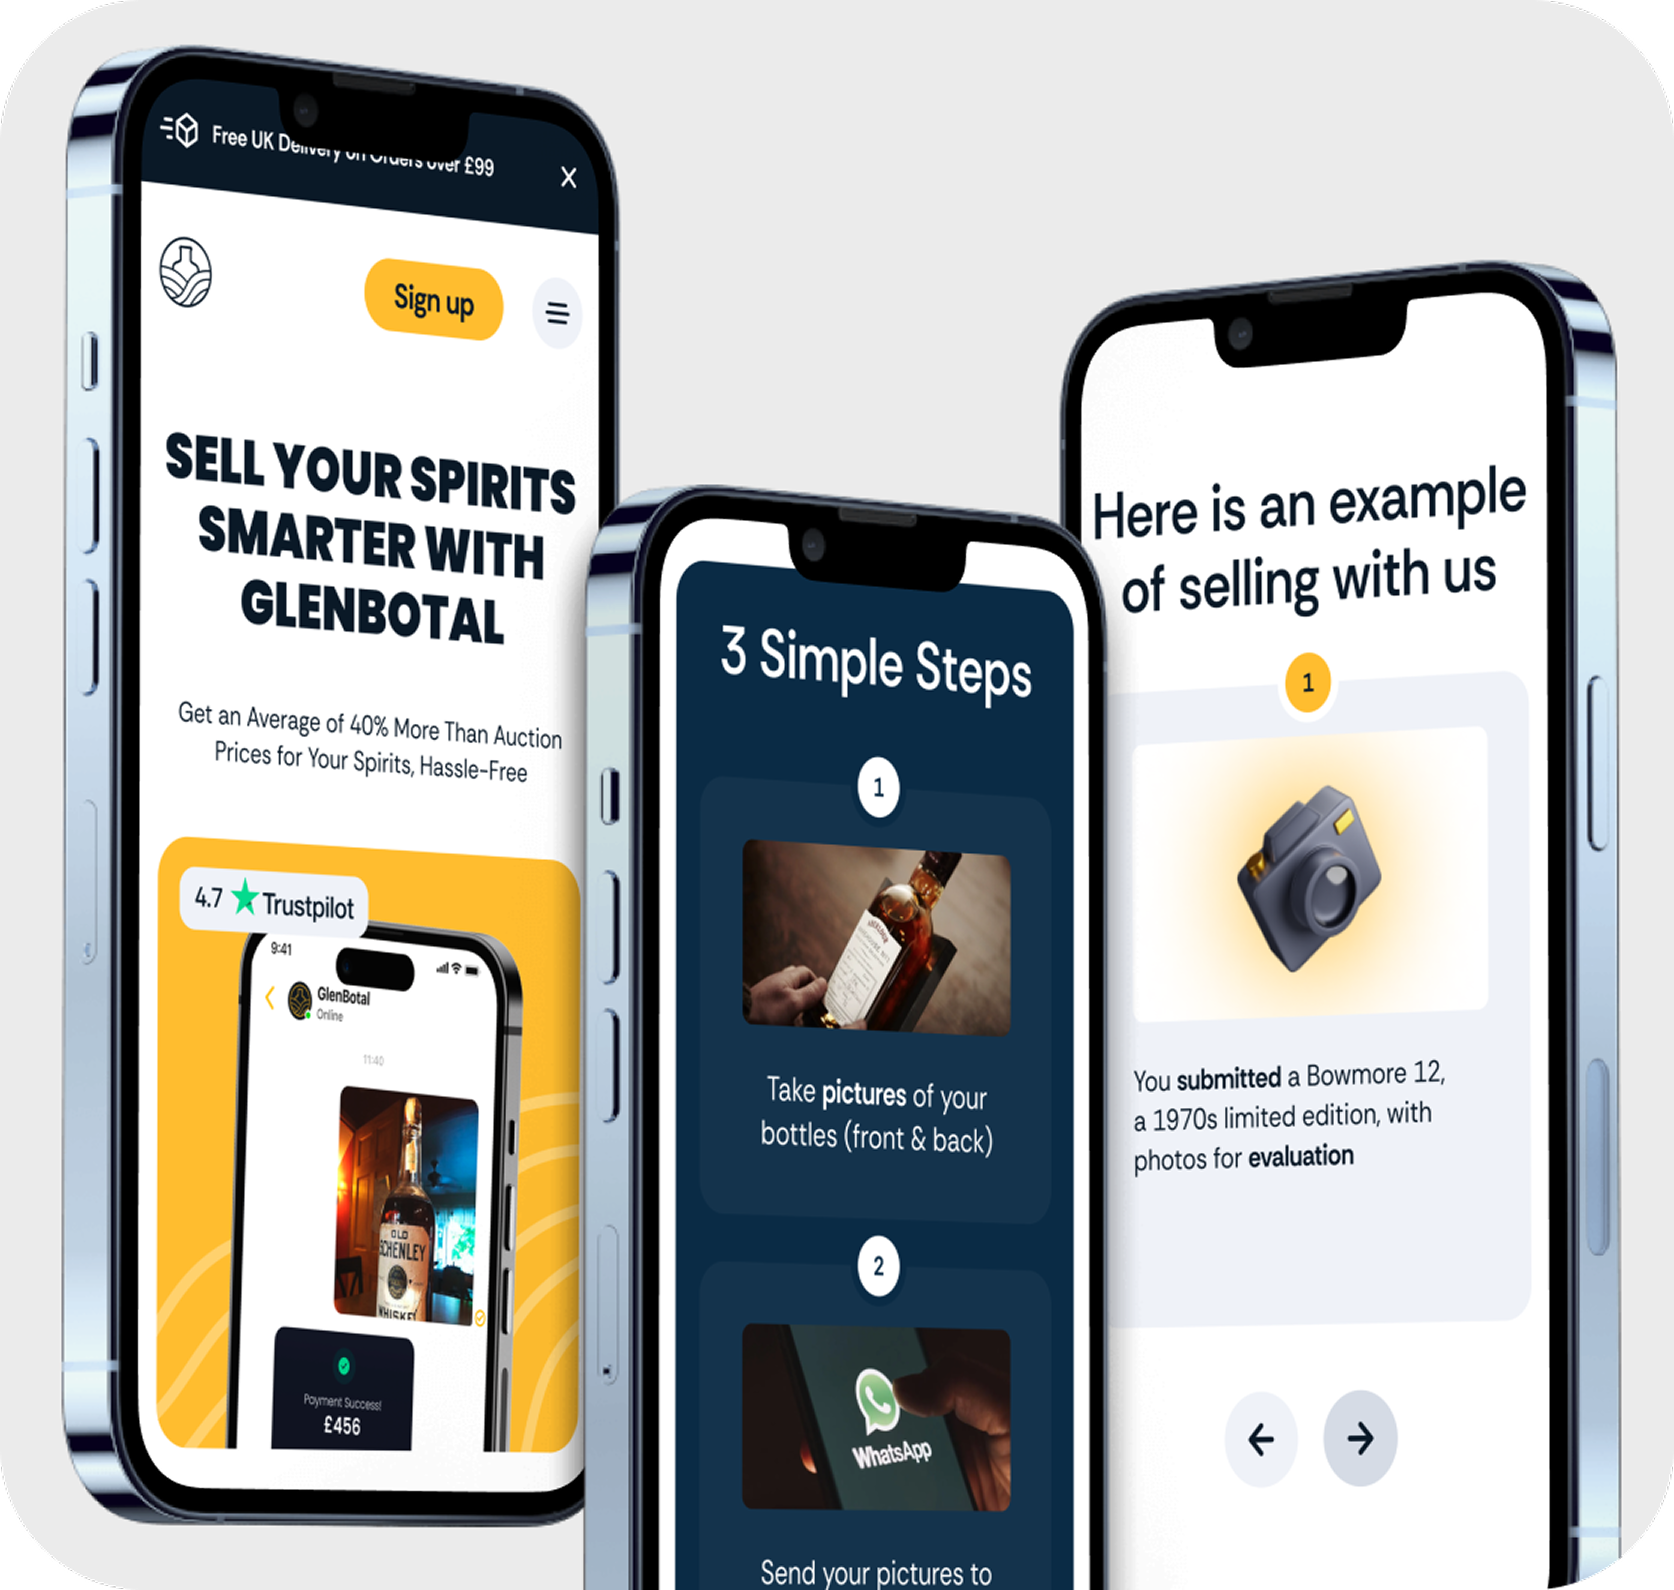 Free UK Delivery on Orders over £99
X
Sign up
SELL YOUR SPIRITS
SMARTER WITH
GLENBOTAL
Get an Average of 40% More Than Auction
Prices for Your Spirits, Hassle-Free
4.7 Trustpilot
9:41
GlenBotal
Online
11:40
OLD
SCHENLEY
WHISKEY
Payment Success!
£456
3 Simple Steps
1
Take pictures of your
bottles (front & back)
2
WhatsApp
Send your pictures to
Here is an example
of selling with us
1
You submitted a Bowmore 12,
a 1970s limited edition, with
photos for evaluation